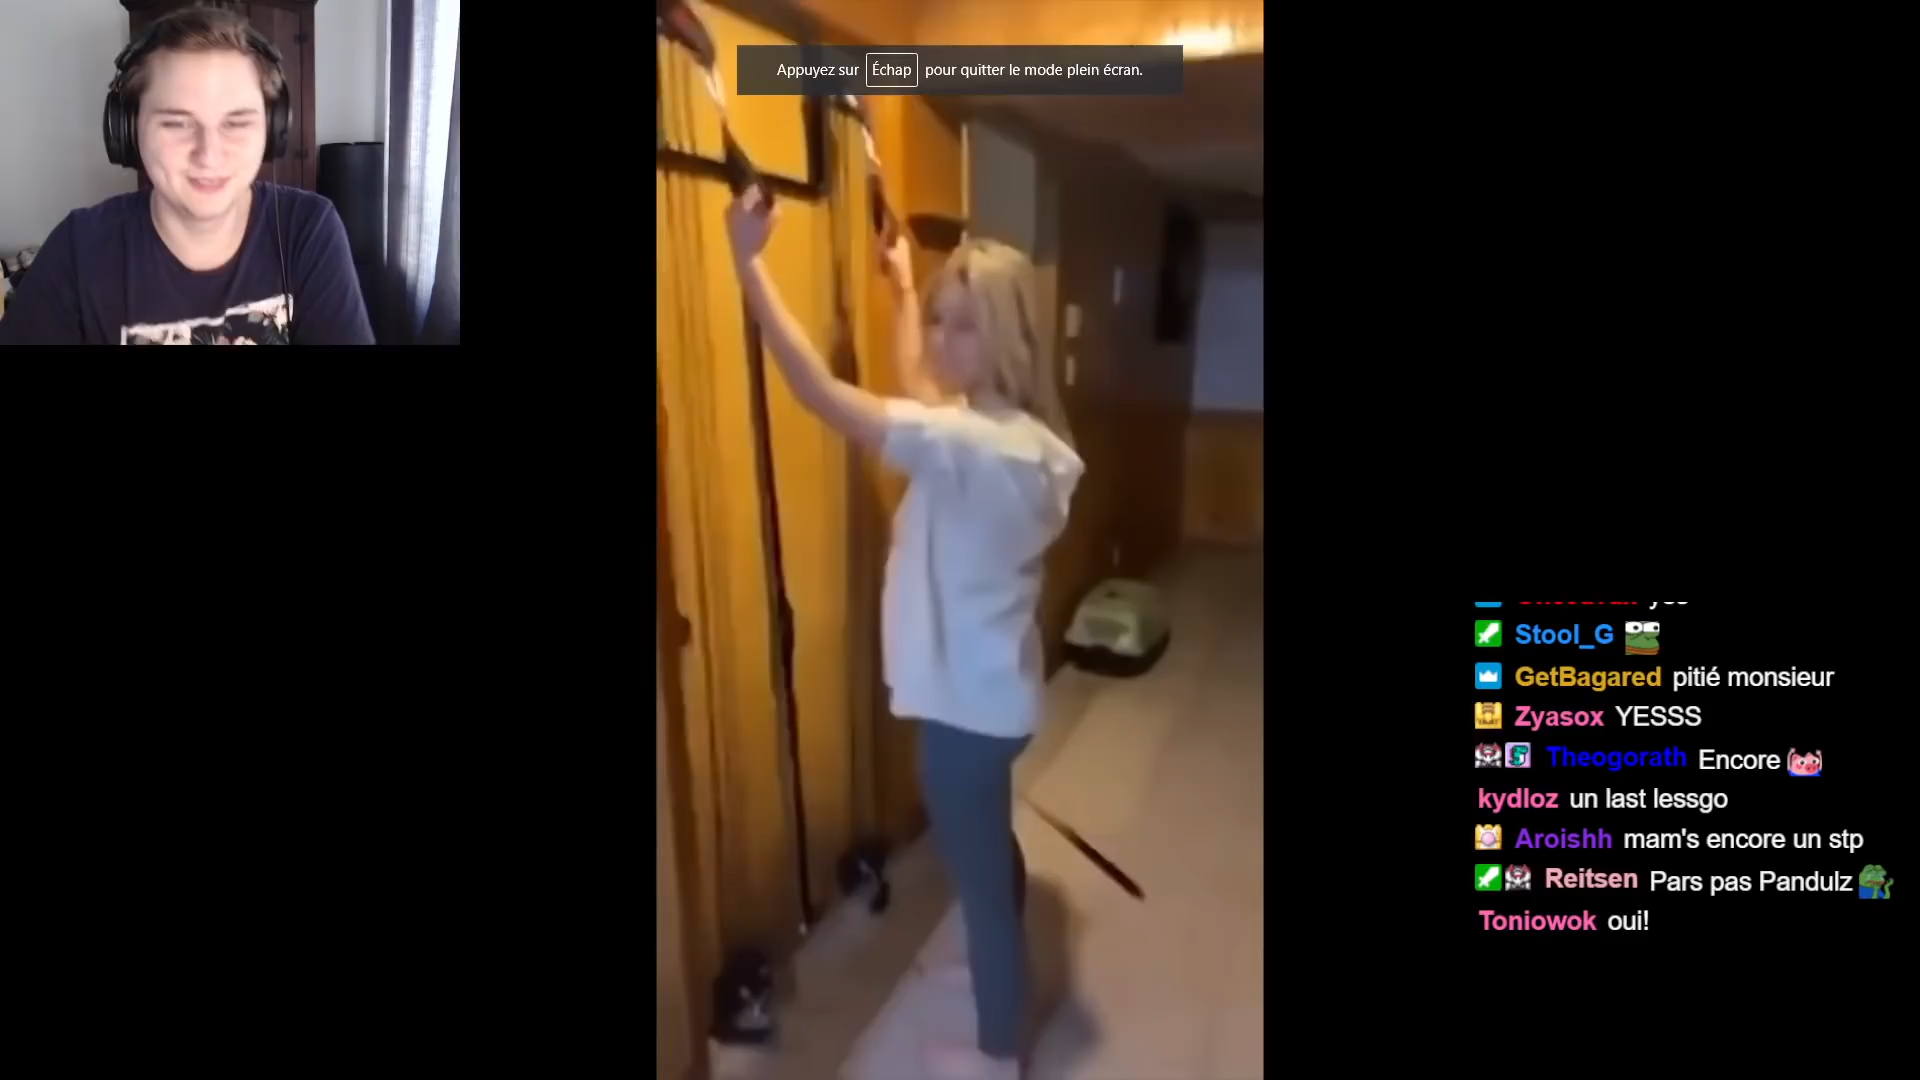 Appuyez sur Échap pour quitter le mode plein écran.
Stool_G
GetBagared pitié monsieur
Zyasox YESSS
Theogorath Encore
kydloz un last lessgo
Aroishh mam's encore un stp
Reitsen Pars pas Pandulz
Toniowok oui!